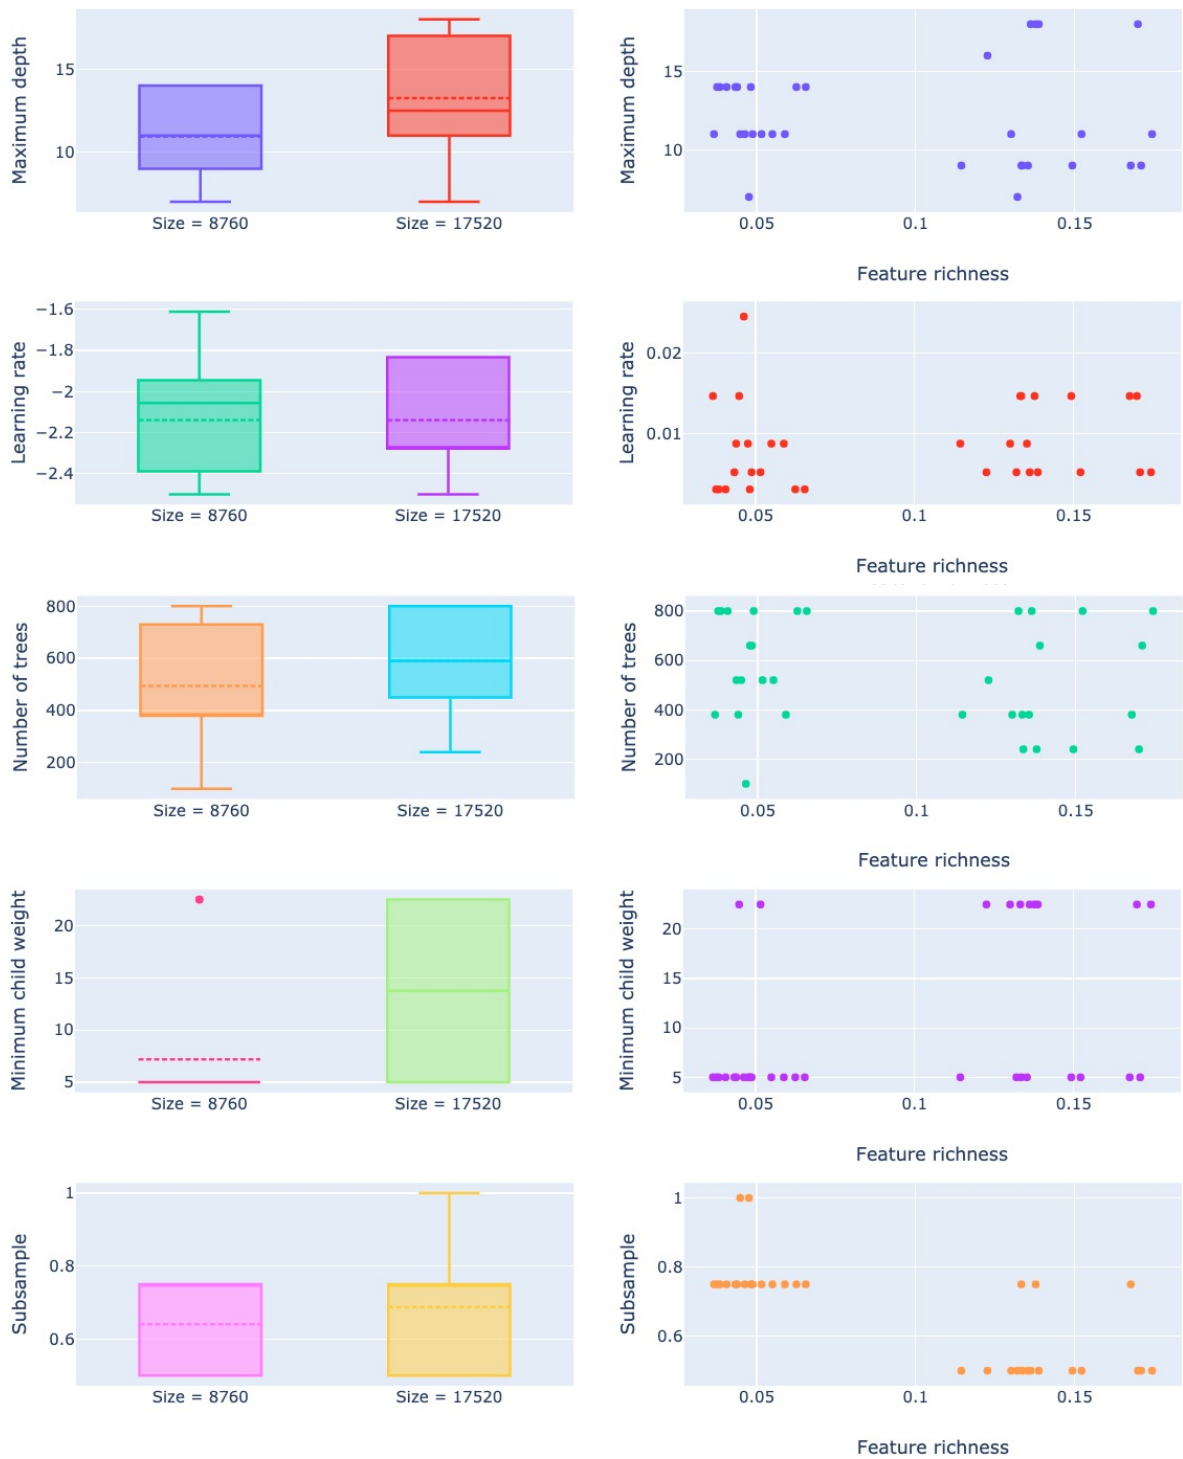 Maximum depth
15
10
Size = 8760
Size = 17520
Maximum depth
15
10
0.05
0.1
0.15
Feature richness
Learning rate
−1.6
−1.8
−2
−2.2
−2.4
Size = 8760
Size = 17520
Learning rate
0.02
0.01
0.05
0.1
0.15
Feature richness
Number of trees
800
600
400
200
Size = 8760
Size = 17520
Number of trees
800
600
400
200
0.05
0.1
0.15
Feature richness
Minimum child weight
20
15
10
5
Size = 8760
Size = 17520
Minimum child weight
20
15
10
5
0.05
0.1
0.15
Feature richness
Subsample
1
0.8
0.6
Size = 8760
Size = 17520
Subsample
1
0.8
0.6
0.05
0.1
0.15
Feature richness